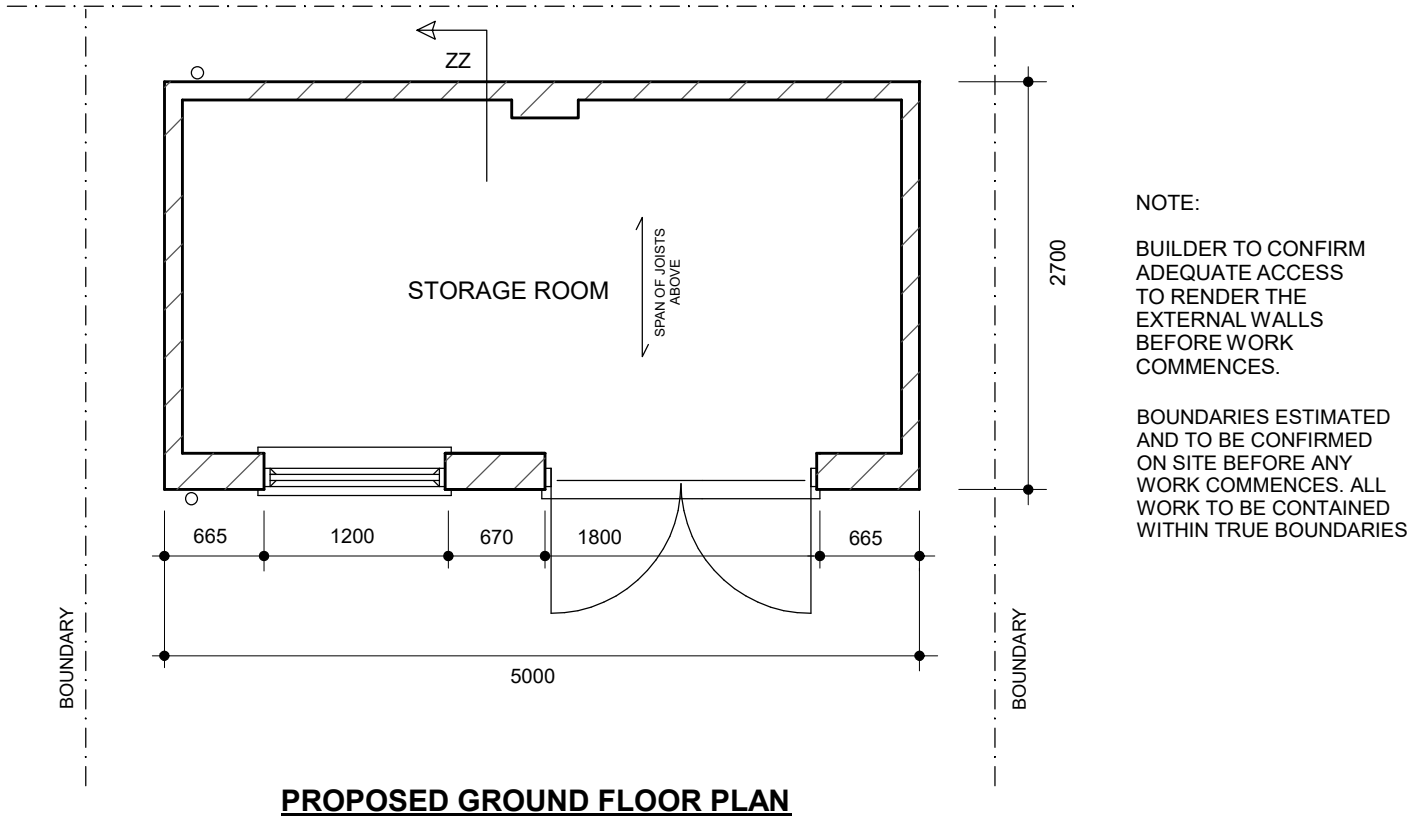 ZZ
STORAGE ROOM
SPAN OF JOISTS
ABOVE
2700
665
1200
670
1800
665
5000
BOUNDARY
BOUNDARY
NOTE:
BUILDER TO CONFIRM
ADEQUATE ACCESS
TO RENDER THE
EXTERNAL WALLS
BEFORE WORK
COMMENCES.
BOUNDARIES ESTIMATED
AND TO BE CONFIRMED
ON SITE BEFORE ANY
WORK COMMENCES. ALL
WORK TO BE CONTAINED
WITHIN TRUE BOUNDARIES
PROPOSED GROUND FLOOR PLAN